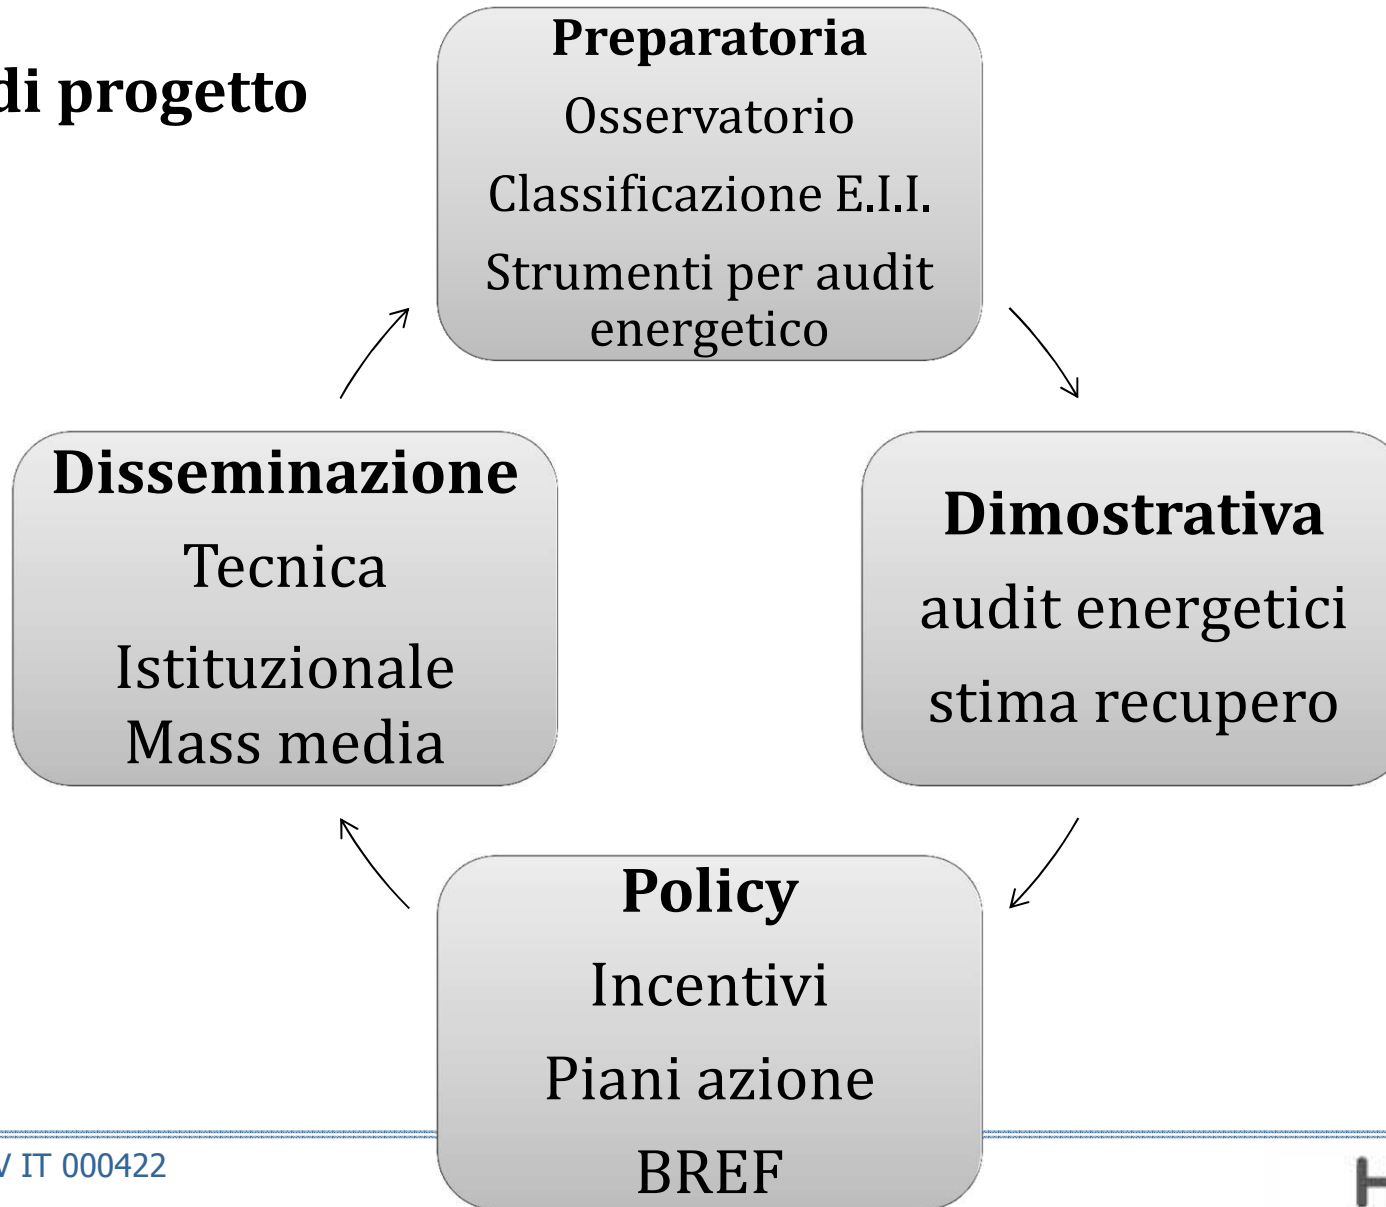 di progetto
Preparatoria
Osservatorio
Classificazione E.I.I.
Strumenti per audit
energetico
Disseminazione
Tecnica
Istituzionale
Mass media
Dimostrativa
audit energetici
stima recupero
Policy
Incentivi
Piani azione
BREF
IT 000422